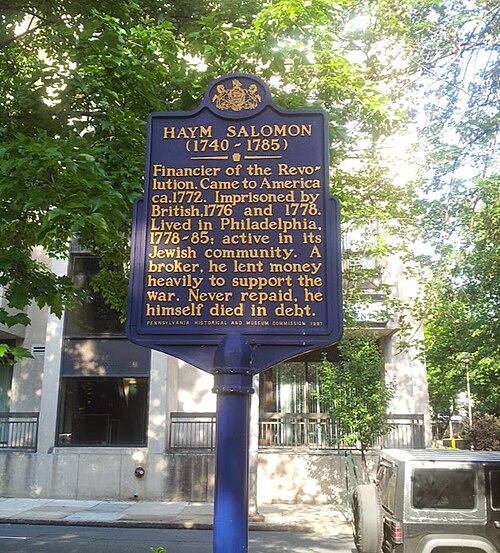 HAYM SALOMON
(1740-1785)
Financier of the Revo-
lution. Came to America
ca.1772. Imprisoned by
British, 1776 and 1778.
Lived in Philadelphia,
1778-85; active in its
Jewish community. A
broker, he lent money
heavily to support the
war. Never repaid, he
himself died in debt.
PENNSYLVANIA HISTORICAL AND MUSEUM COMMISSION 1981